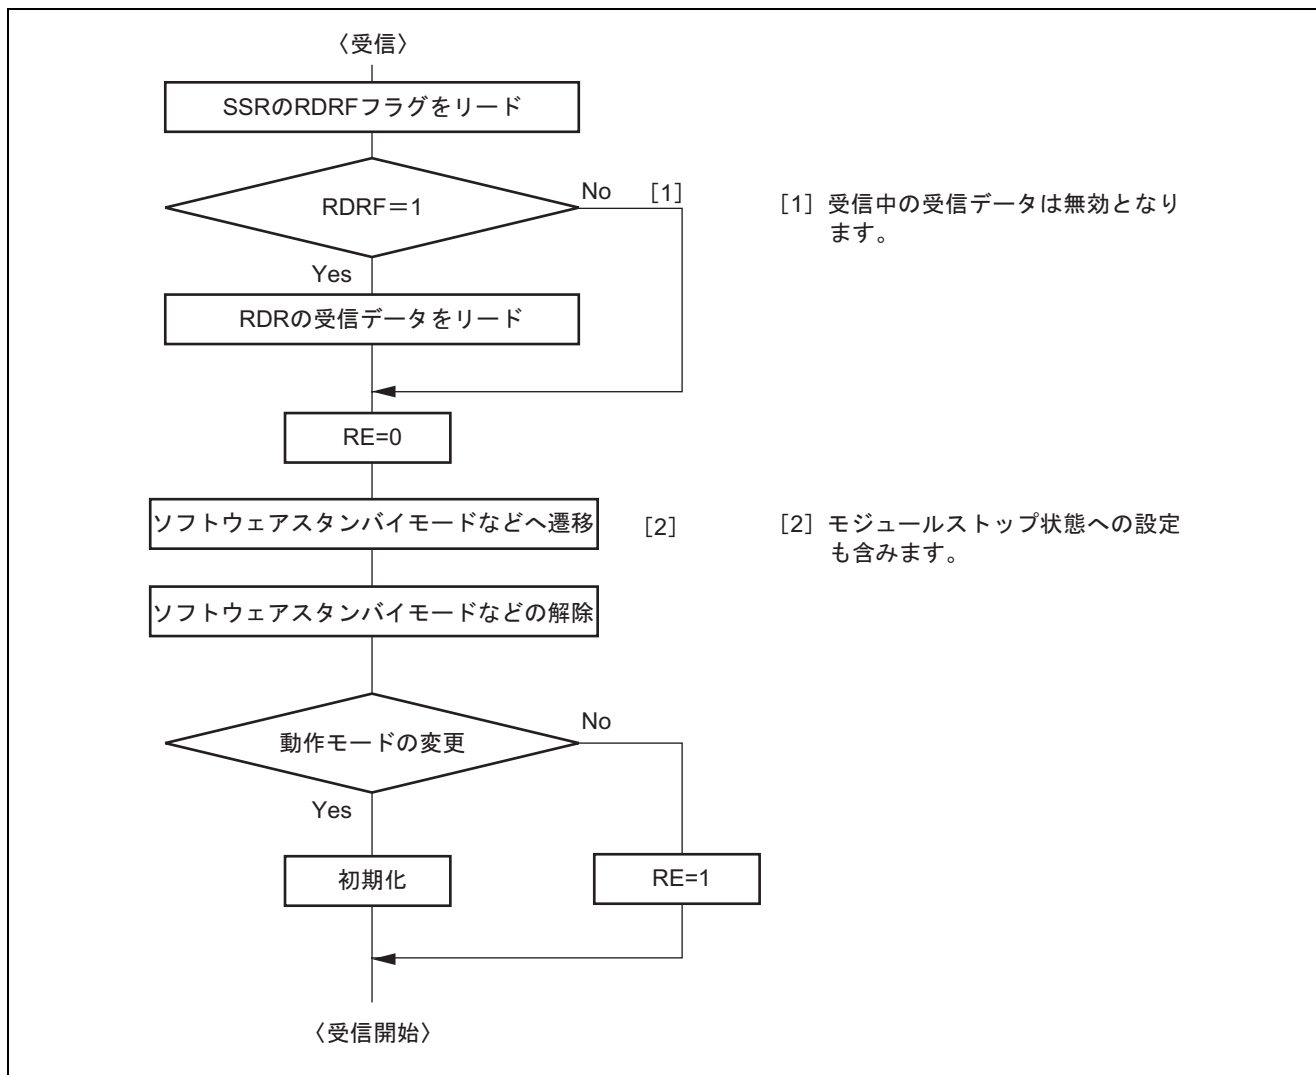 〈受信〉
SSRのRDRFフラグをリード
RDRF＝1
No
［1］
［1］ 受信中の受信データは無効となり
ます。
Yes
RDRの受信データをリード
RE=0
ソフトウェアスタンバイモードなどへ遷移
［2］
［2］ モジュールストップ状態への設定
も含みます。
ソフトウェアスタンバイモードなどの解除
動作モードの変更
No
Yes
初期化
RE=1
〈受信開始〉